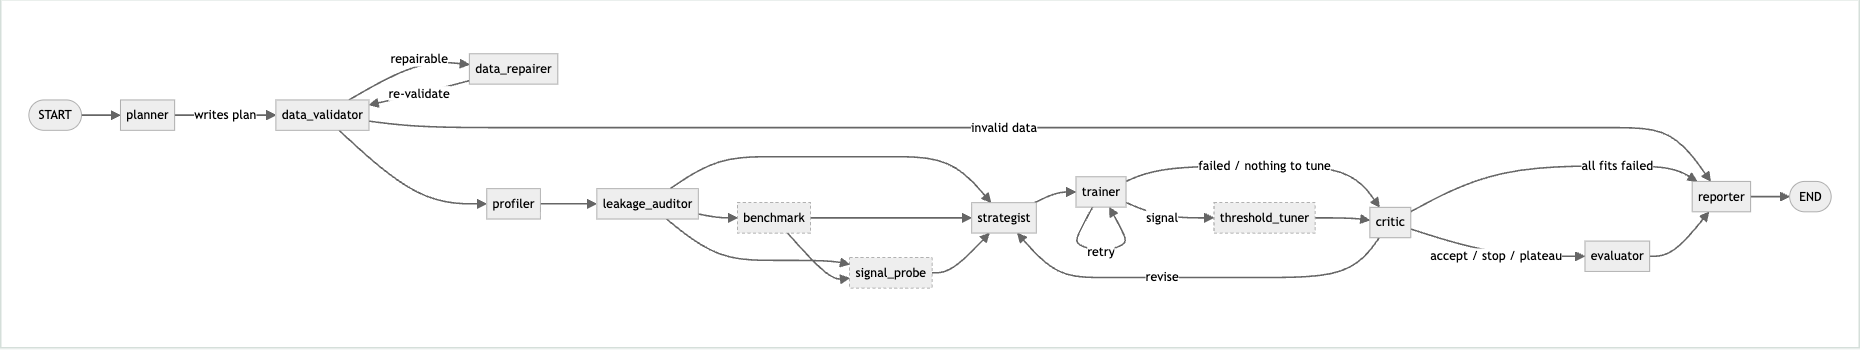 START
planner
writes plan
data_validator
repairable
data_repairer
re-validate
invalid data
profiler
leakage_auditor
benchmark
signal_probe
strategist
trainer
retry
failed / nothing to tune
signal
threshold_tuner
critic
revise
all fits failed
accept / stop / plateau
evaluator
reporter
END